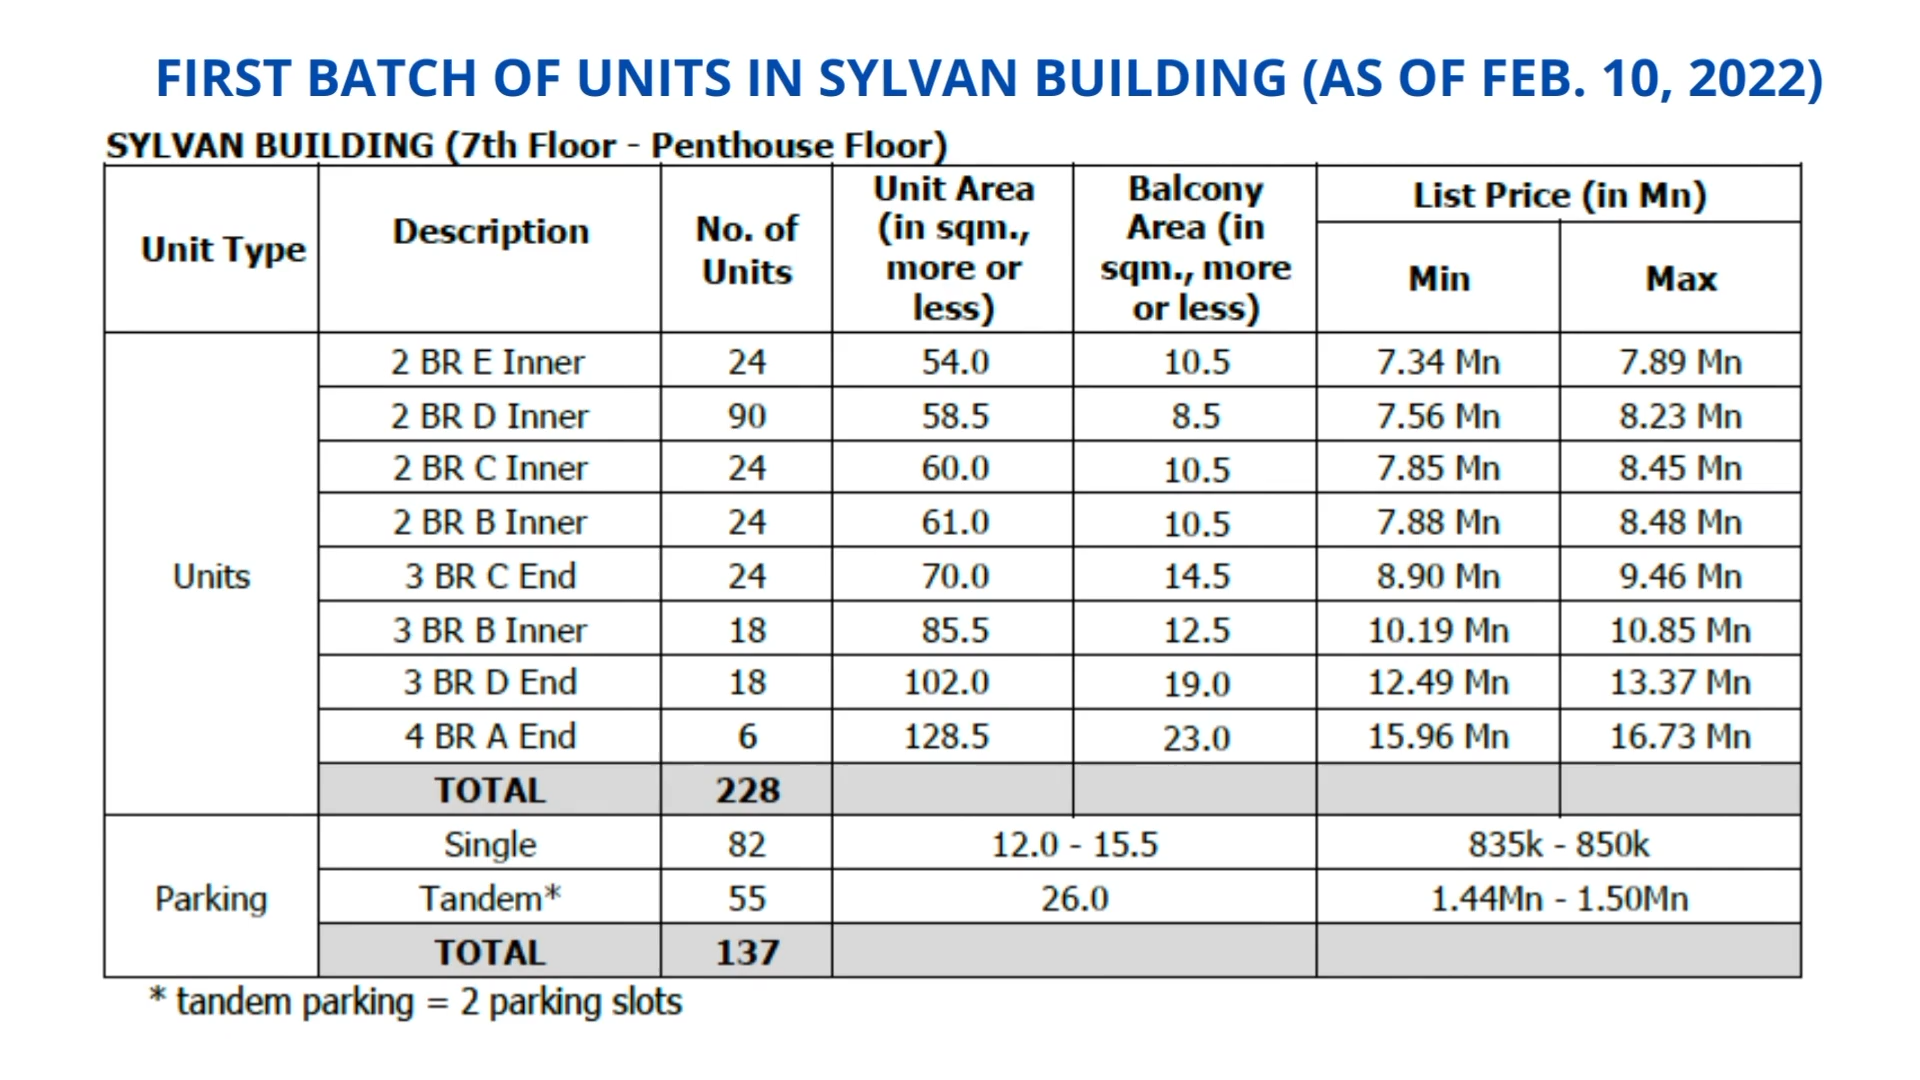 FIRST BATCH OF UNITS IN SYLVAN BUILDING (AS OF FEB. 10, 2022)
SYLVAN BUILDING (7th Floor - Penthouse Floor)
Unit Type Description No. of Units Unit Area (in sqm., more or less) Balcony Area (in sqm., more or less) List Price (in Mn)
Min Max
Units
2 BR E Inner 24 54.0 10.5 7.34 Mn 7.89 Mn
2 BR D Inner 90 58.5 8.5 7.56 Mn 8.23 Mn
2 BR C Inner 24 60.0 10.5 7.85 Mn 8.45 Mn
2 BR B Inner 24 61.0 10.5 7.88 Mn 8.48 Mn
3 BR C End 24 70.0 14.5 8.90 Mn 9.46 Mn
3 BR B Inner 18 85.5 12.5 10.19 Mn 10.85 Mn
3 BR D End 18 102.0 19.0 12.49 Mn 13.37 Mn
4 BR A End 6 128.5 23.0 15.96 Mn 16.73 Mn
TOTAL 228
Parking
Single 82 12.0 - 15.5 835k - 850k
Tandem* 55 26.0 1.44Mn - 1.50Mn
TOTAL 137
* tandem parking = 2 parking slots